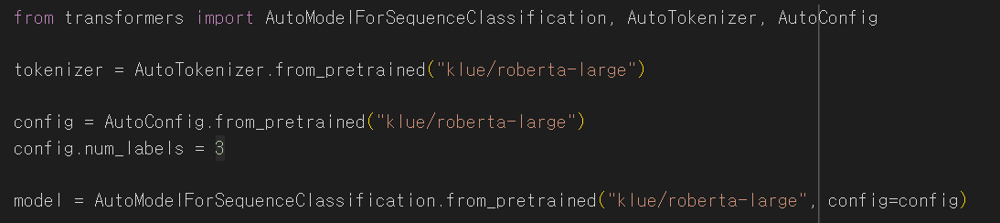 from transformers import AutoModelForSequenceClassification, AutoTokenizer, AutoConfig
tokenizer = AutoTokenizer.from_pretrained("klue/roberta-large")
config = AutoConfig.from_pretrained("klue/roberta-large")
config.num_labels = 3
model = AutoModelForSequenceClassification.from_pretrained("klue/roberta-large", config=config)